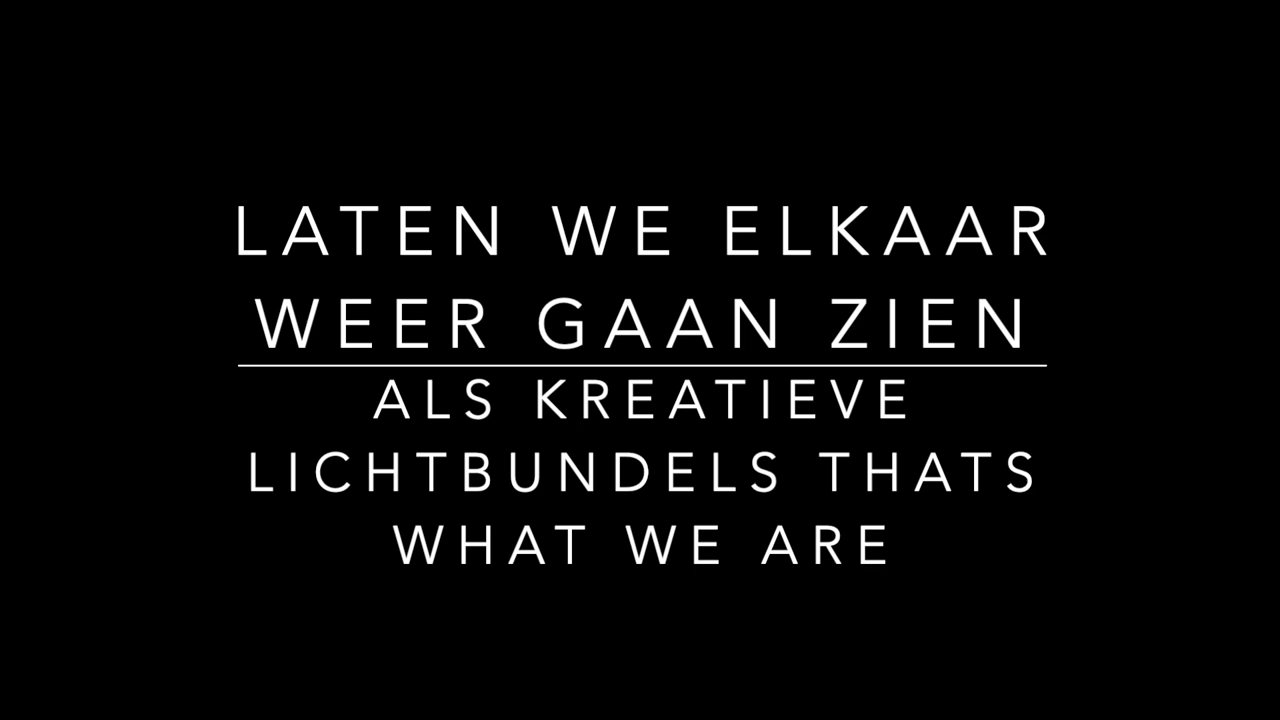 LATEN WE ELKAAR
WEER GAAN ZIEN
ALS KREATIEVE
LICHTBUNDELS THATS
WHAT WE ARE